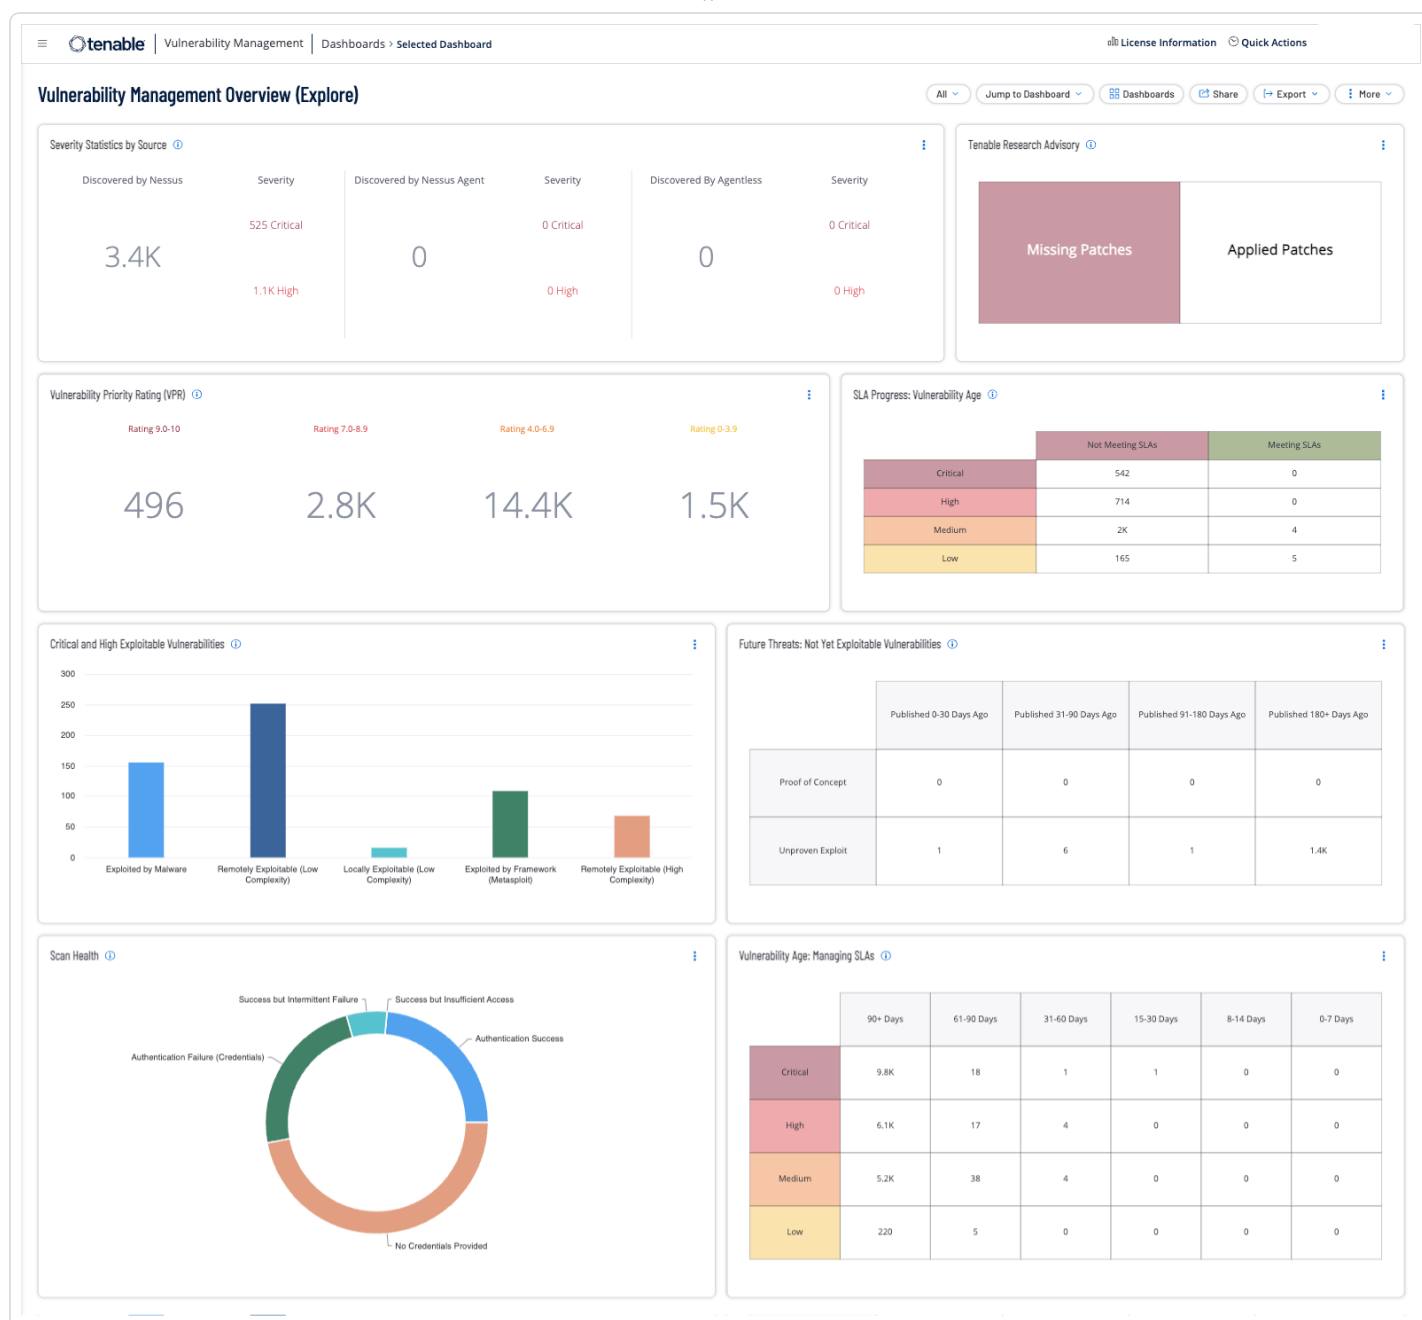 tenable Vulnerability Management Dashboards > Selected Dashboard License Information Quick Actions
Vulnerability Management Overview (Explore) All Jump to Dashboard Dashboards Share Export More
Severity Statistics by Source
Discovered by Nessus Severity Discovered by Nessus Agent Severity Discovered By Agentless Severity
525 Critical 0 Critical 0 Critical
3.4K 0 0
1.1K High 0 High 0 High
Tenable Research Advisory
Missing Patches Applied Patches
Vulnerability Priority Rating (VPR)
Rating 9.0-10 Rating 7.0-8.9 Rating 4.0-6.9 Rating 0-3.9
496 2.8K 14.4K 1.5K
SLA Progress: Vulnerability Age
Not Meeting SLAs Meeting SLAs
Critical 542 0
High 714 0
Medium 2K 4
Low 165 5
Critical and High Exploitable Vulnerabilities
300
250
200
150
100
50
0
Exploited by Malware Remotely Exploitable (Low Locally Exploitable (Low Exploited by Framework Remotely Exploitable (High
Complexity) Complexity) (Metasploit) Complexity)
Future Threats: Not Yet Exploitable Vulnerabilities
Published 0-30 Days Ago Published 31-90 Days Ago Published 91-180 Days Ago Published 180+ Days Ago
Proof of Concept 0 0 0 0
Unproven Exploit 1 6 1 1.4K
Scan Health
Success but Intermittent Failure Success but Insufficient Access
Authentication Success
Authentication Failure (Credentials)
No Credentials Provided
Vulnerability Age: Managing SLAs
90+ Days 61-90 Days 31-60 Days 15-30 Days 8-14 Days 0-7 Days
Critical 9.8K 18 1 1 0 0
High 6.1K 17 4 0 0 0
Medium 5.2K 38 4 0 0 0
Low 220 5 0 0 0 0